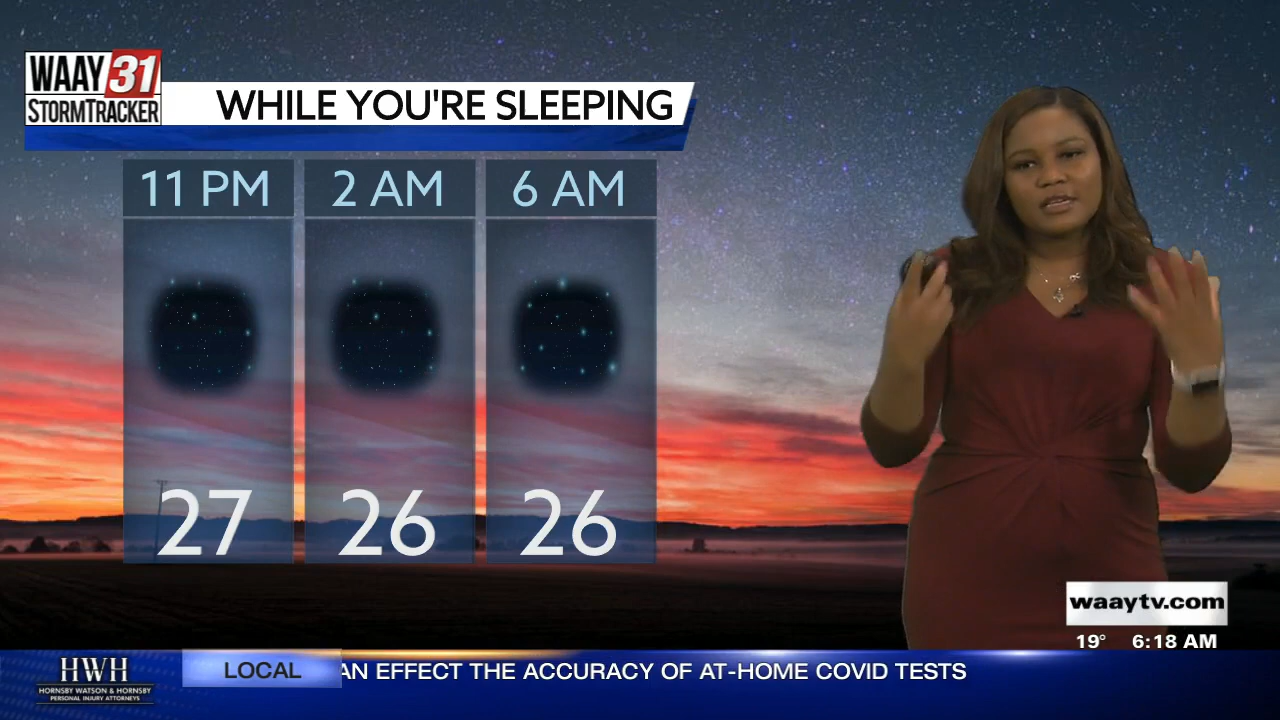 WAAY 31
STORMTRACKER
WHILE YOU'RE SLEEPING
11 PM
2 AM
6 AM
27
26
26
waaytv.com
19° 6:18 AM
HWH
HORNSBY WATSON & HORNSBY
PERSONAL INJURY ATTORNEYS
LOCAL
AN EFFECT THE ACCURACY OF AT-HOME COVID TESTS